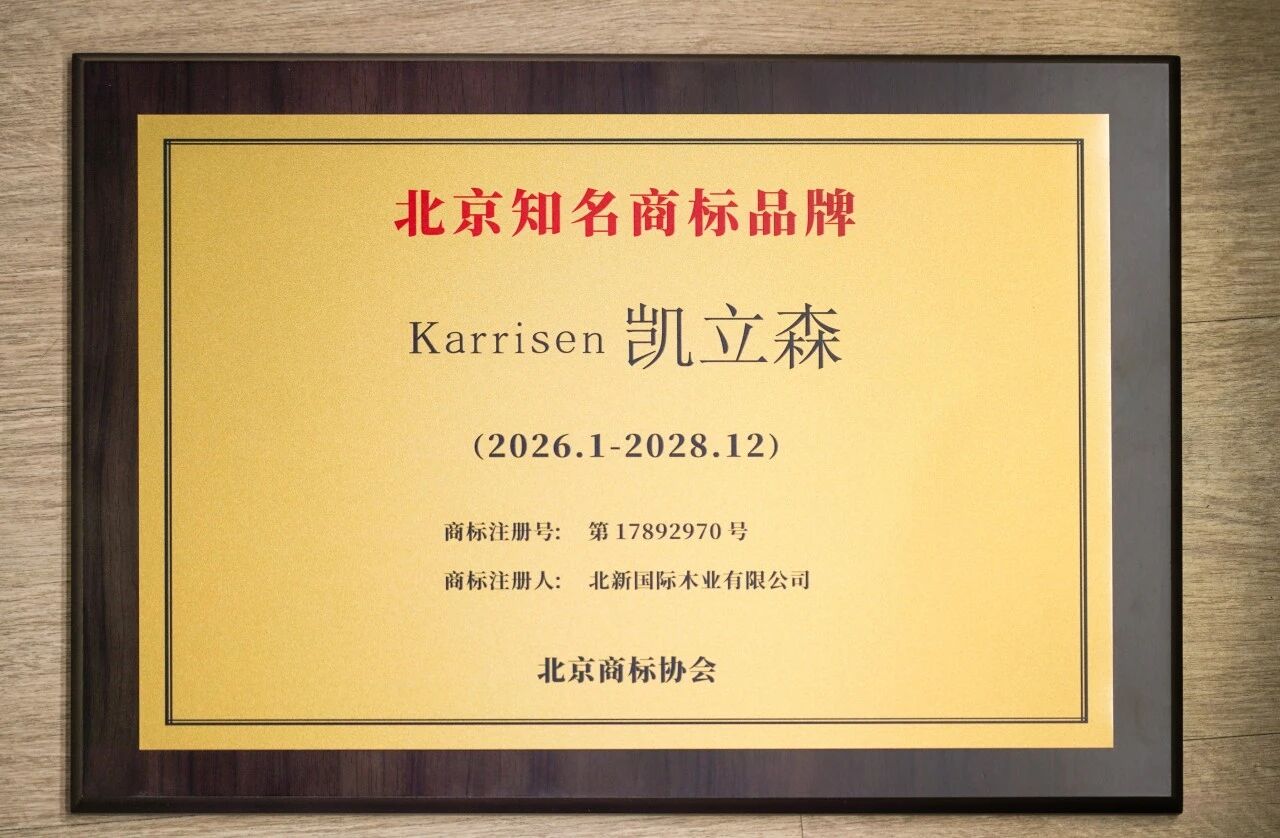 北京知名商标品牌
Karrisen 凯立森
(2026.1-2028.12)
商标注册号: 第 17892970 号
商标注册人: 北新国际木业有限公司
北京商标协会